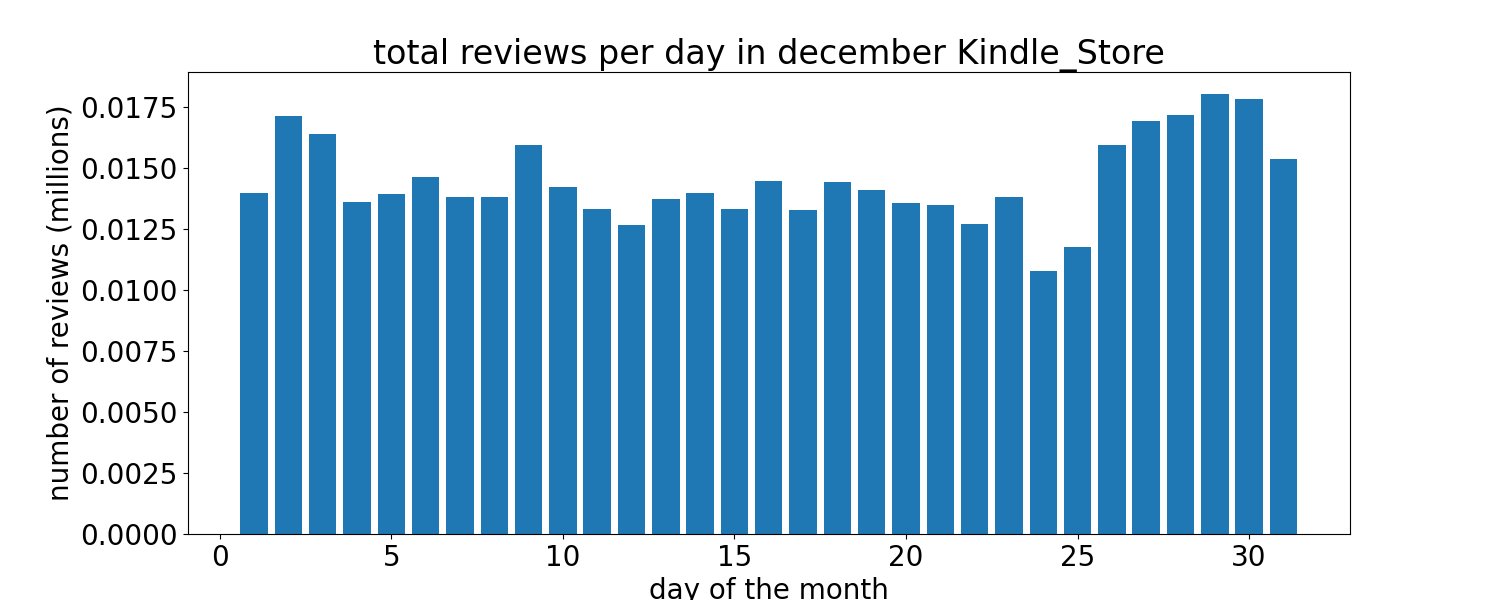 total reviews per day in december Kindle_Store
number of reviews (millions)
0.0175
0.0150
0.0125
0.0100
0.0075
0.0050
0.0025
0.0000
0 5 10 15 20 25 30
day of the month